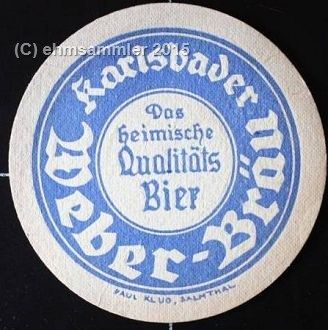 (C) ehmsammler 2015
Karlsbader
Weber-Bräu
Das
heimische
Qualitäts
Bier
PAUL KLUG, SALMTHAL